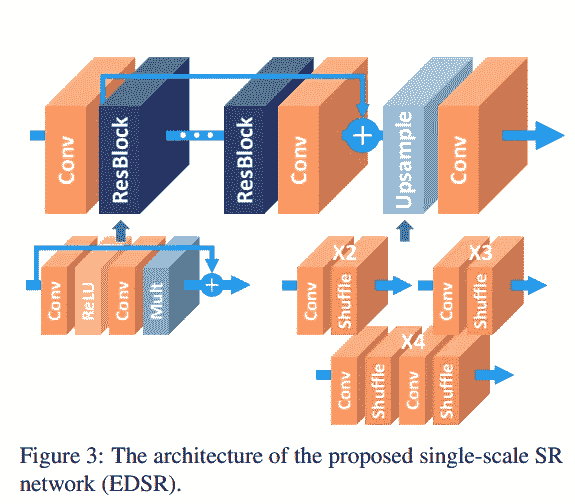 Conv
ResBlock
ResBlock
Conv
+
Upsample
Conv
Conv
ReLU
Conv
Mult
+
X2
Conv
Shuffle
X3
Conv
Shuffle
X4
Conv
Shuffle
Conv
Shuffle
Figure 3: The architecture of the proposed single-scale SR
network (EDSR).